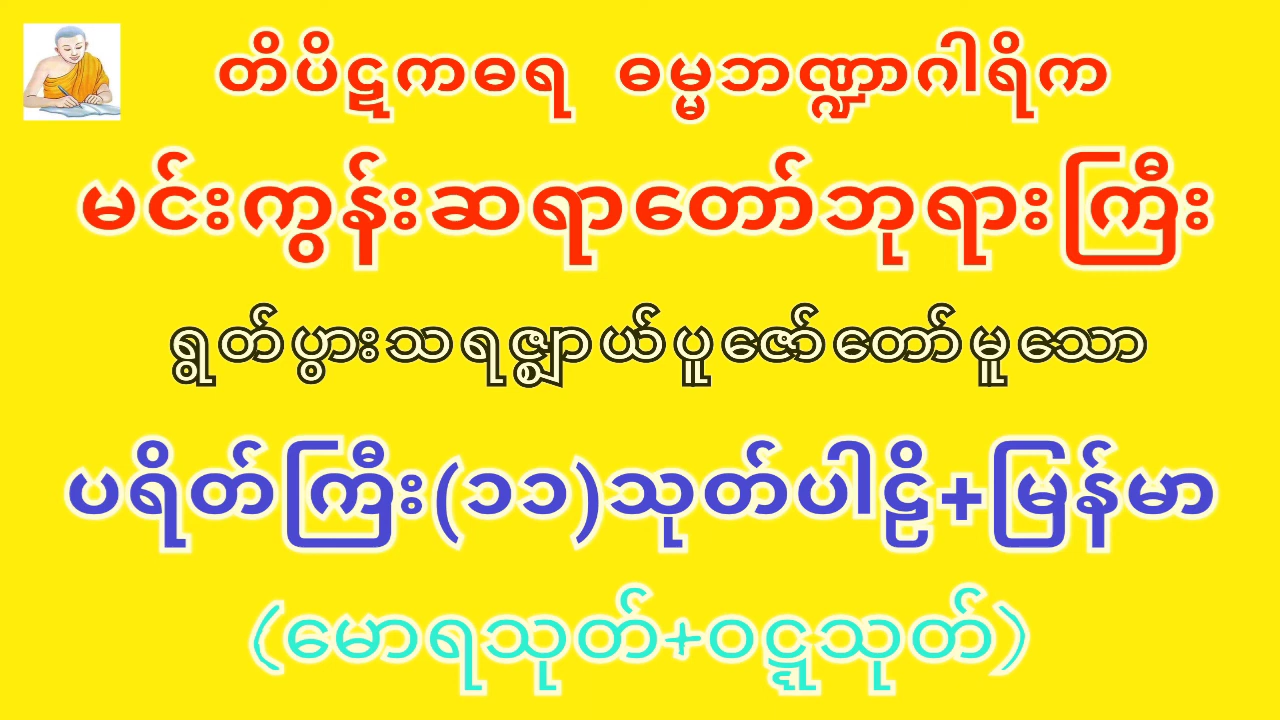 တိပိဋကဓရ ဓမ္မဘဏ္ဍာဂါရိက
မင်းကွန်းဆရာတော်ဘုရားကြီး
ရွတ်ပွားသရဇ္ဈာယ်ပူဇော်တော်မူသော
ပရိတ်ကြီး(၁၁)သုတ်ပါဠိ+မြန်မာ
(မောရသုတ်+ဝဋ္ဋသုတ်)